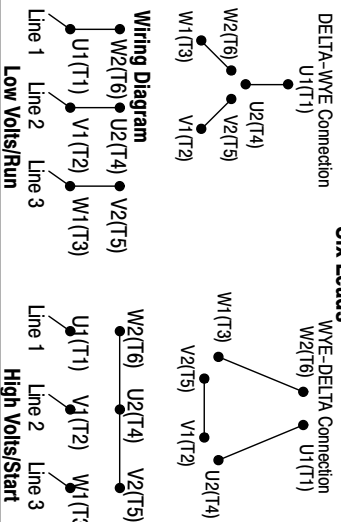 Six Leads
DELTA-WYE Connection
U1(T1)
U2(T4)
W2(T6)
V2(T5)
W1(T3)
V1(T2)
Wiring Diagram
W2(T6) U2(T4) V2(T5)
U1(T1) V1(T2) W1(T3)
Line 1 Line 2 Line 3
Low Volts/Run
WYE-DELTA Connection
W2(T6) U1(T1)
W1(T3) U2(T4)
V2(T5) V1(T2)
W2(T6) U2(T4) V2(T5)
U1(T1) V1(T2) W1(T3
Line 1 Line 2 Line 3
High Volts/Start